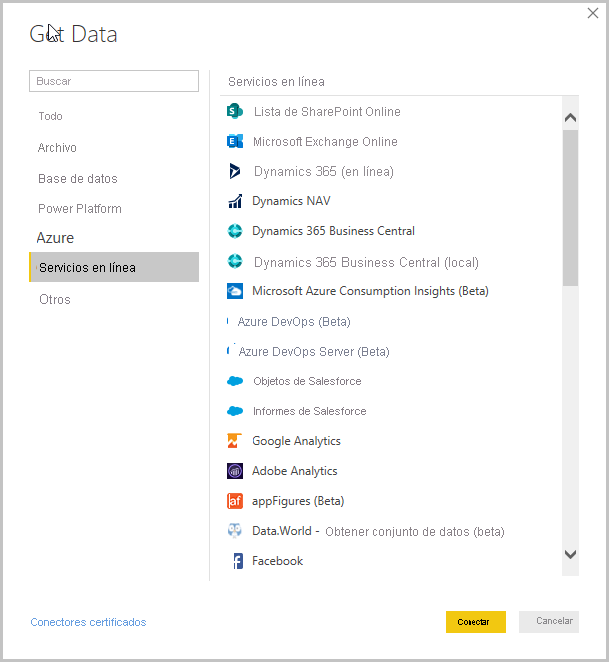 Get Data
Buscar
Todo
Archivo
Base de datos
Power Platform
Azure
Servicios en línea
Otros
Servicios en línea
Lista de SharePoint Online
Microsoft Exchange Online
Dynamics 365 (en línea)
Dynamics NAV
Dynamics 365 Business Central
Dynamics 365 Business Central (local)
Microsoft Azure Consumption Insights (Beta)
Azure DevOps (Beta)
Azure DevOps Server (Beta)
Objetos de Salesforce
Informes de Salesforce
Google Analytics
Adobe Analytics
appFigures (Beta)
Data.World - Obtener conjunto de datos (beta)
Facebook
Conectores certificados
Conectar
Cancelar